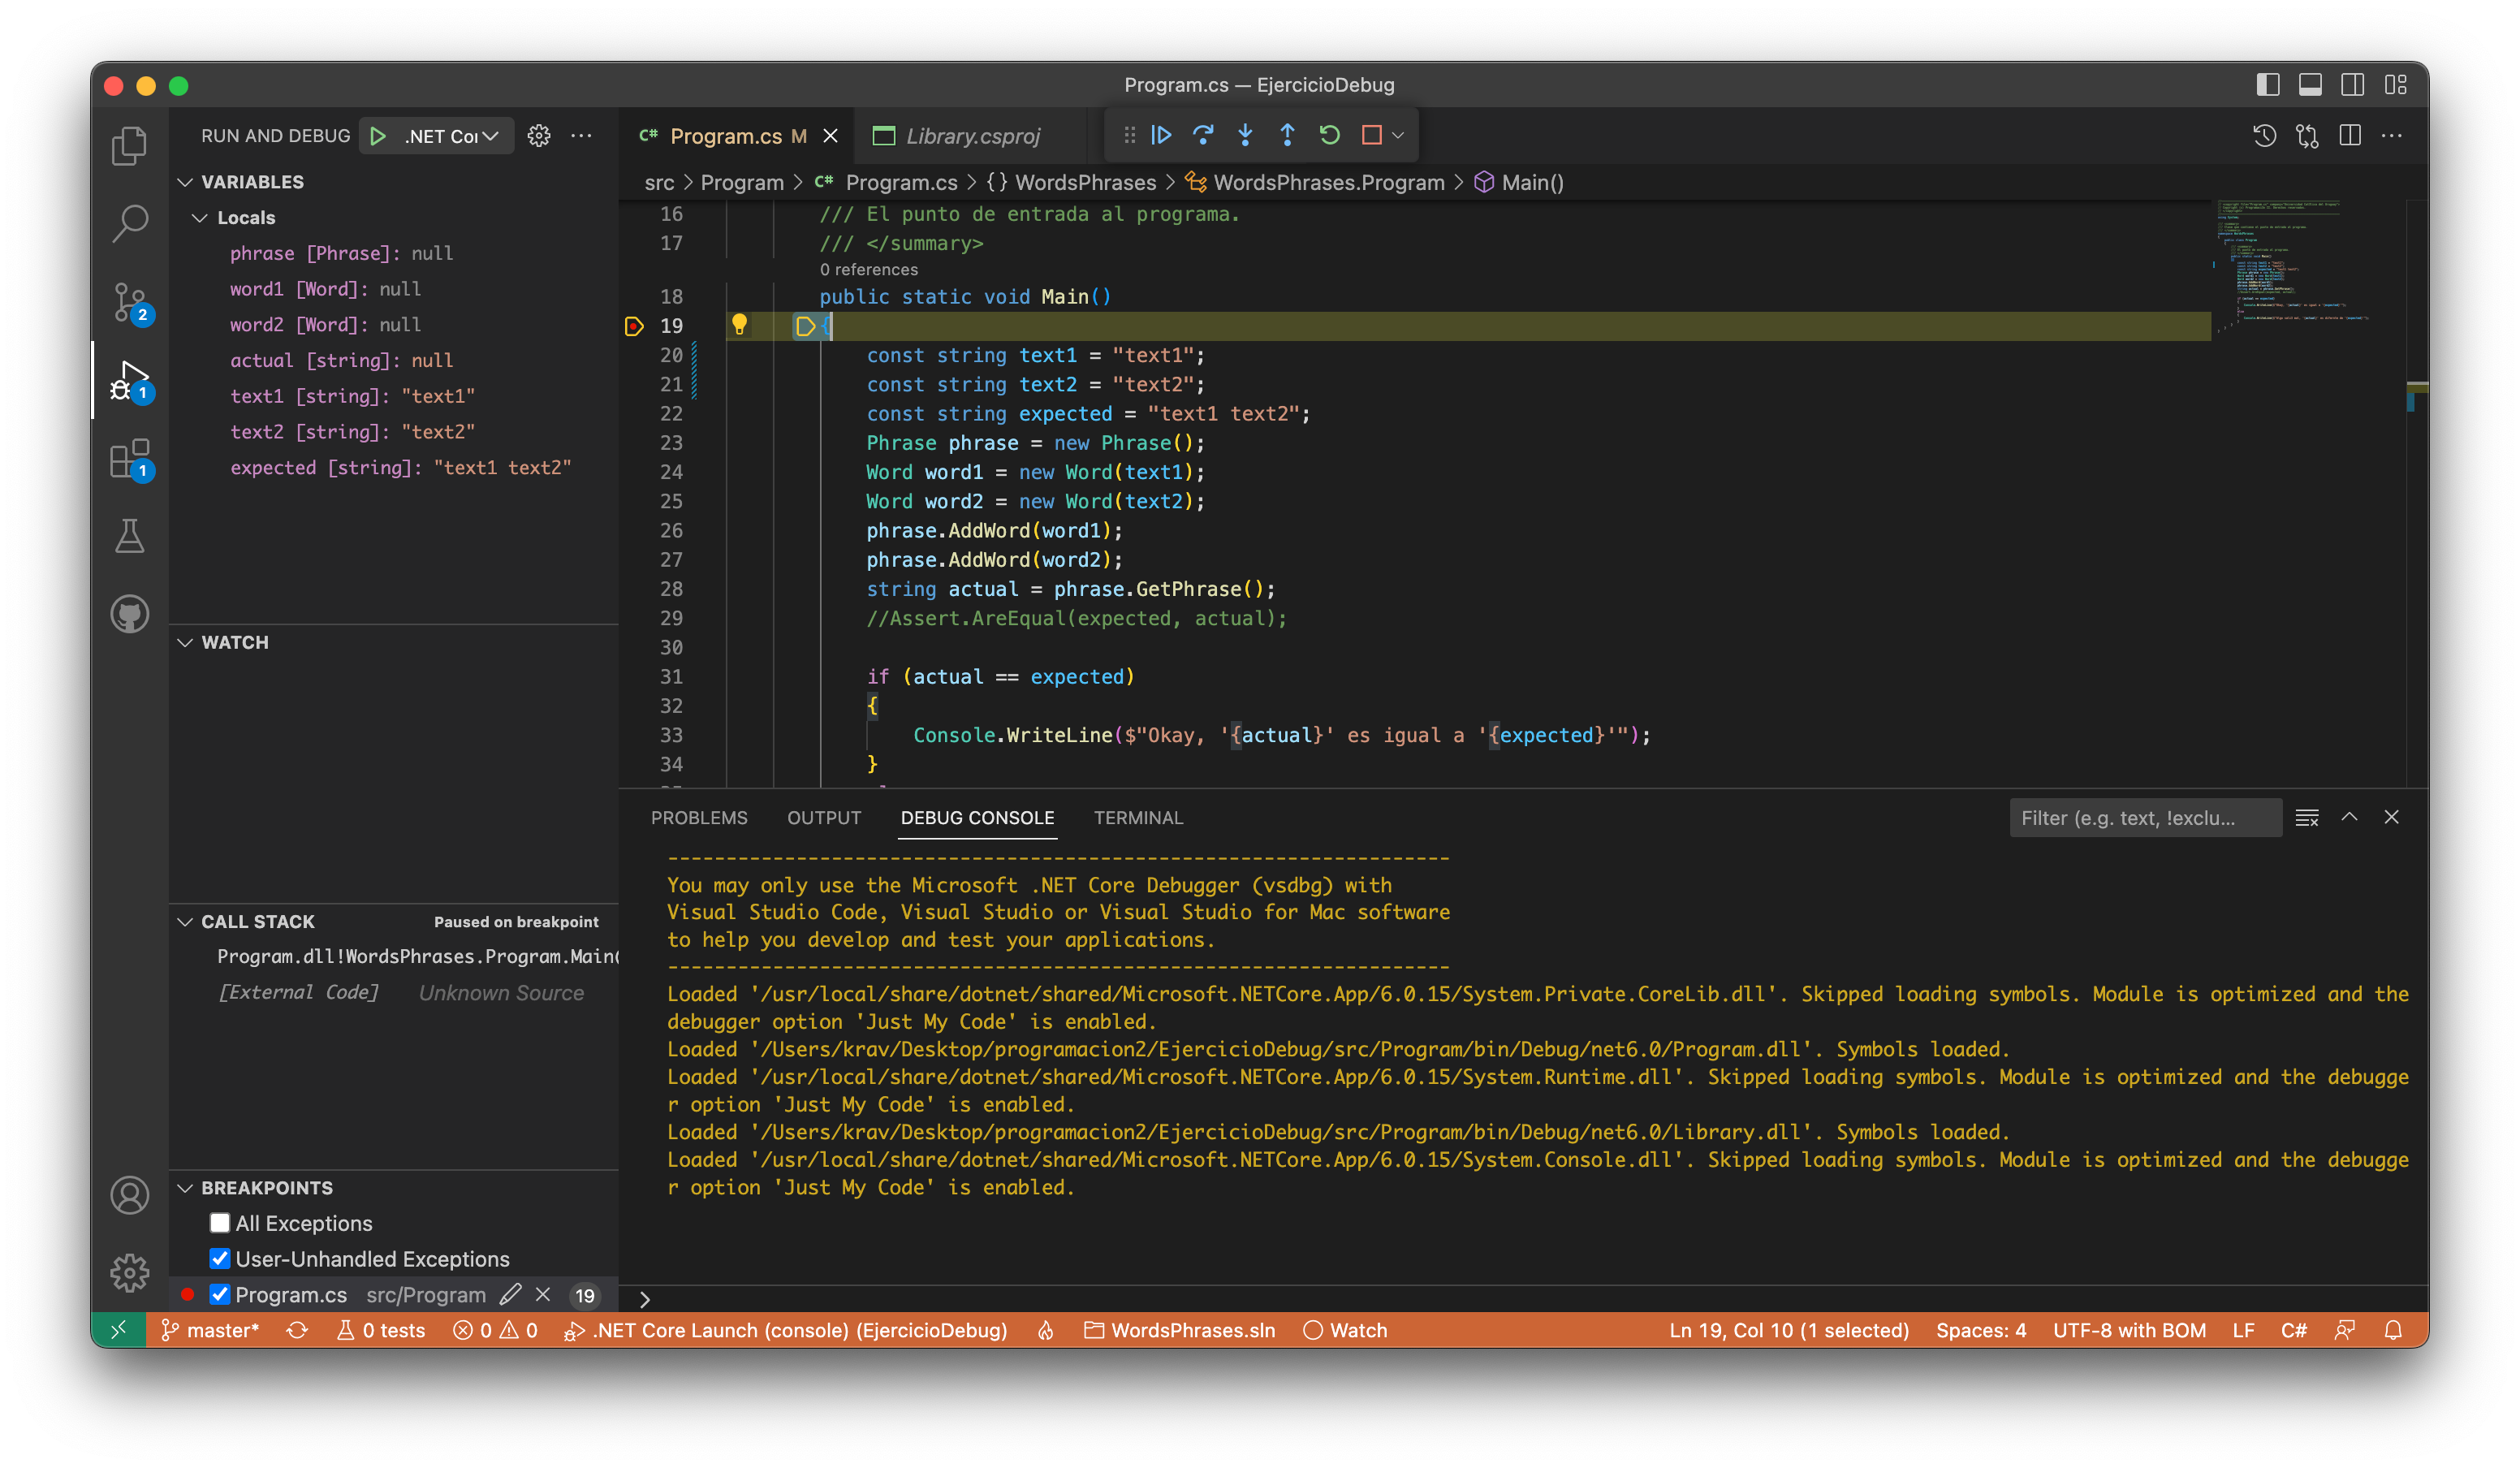 Program.cs — EjercicioDebug
RUN AND DEBUG
.NET Coı
Program.cs M
Library.csproj
src > Program > C# Program.cs > {} WordsPhrases > WordsPhrases.Program > Main()
VARIABLES
Locals
phrase [Phrase]: null
word1 [Word]: null
word2 [Word]: null
actual [string]: null
text1 [string]: "text1"
text2 [string]: "text2"
expected [string]: "text1 text2"
WATCH
CALL STACK Paused on breakpoint
Program.dll!WordsPhrases.Program.Main(
[External Code] Unknown Source
BREAKPOINTS
All Exceptions
User-Unhandled Exceptions
Program.cs src/Program 19
2
1
1
16 /// El punto de entrada al programa.
17 /// </summary>
0 references
18 public static void Main()
19 {
20 const string text1 = "text1";
21 const string text2 = "text2";
22 const string expected = "text1 text2";
23 Phrase phrase = new Phrase();
24 Word word1 = new Word(text1);
25 Word word2 = new Word(text2);
26 phrase.AddWord(word1);
27 phrase.AddWord(word2);
28 string actual = phrase.GetPhrase();
29 //Assert.AreEqual(expected, actual);
30
31 if (actual == expected)
32 {
33 Console.WriteLine($"Okay, '{actual}' es igual a '{expected}'");
34 }
PROBLEMS OUTPUT DEBUG CONSOLE TERMINAL
Filter (e.g. text, !exclu...
-------------------------------------------------------------------
You may only use the Microsoft .NET Core Debugger (vsdbg) with
Visual Studio Code, Visual Studio or Visual Studio for Mac software
to help you develop and test your applications.
-------------------------------------------------------------------
Loaded '/usr/local/share/dotnet/shared/Microsoft.NETCore.App/6.0.15/System.Private.CoreLib.dll'. Skipped loading symbols. Module is optimized and the
debugger option 'Just My Code' is enabled.
Loaded '/Users/krav/Desktop/programacion2/EjercicioDebug/src/Program/bin/Debug/net6.0/Program.dll'. Symbols loaded.
Loaded '/usr/local/share/dotnet/shared/Microsoft.NETCore.App/6.0.15/System.Runtime.dll'. Skipped loading symbols. Module is optimized and the debugge
r option 'Just My Code' is enabled.
Loaded '/Users/krav/Desktop/programacion2/EjercicioDebug/src/Program/bin/Debug/net6.0/Library.dll'. Symbols loaded.
Loaded '/usr/local/share/dotnet/shared/Microsoft.NETCore.App/6.0.15/System.Console.dll'. Skipped loading symbols. Module is optimized and the debugge
r option 'Just My Code' is enabled.
master* 0 tests 0 0 .NET Core Launch (console) (EjercicioDebug) WordsPhrases.sln Watch Ln 19, Col 10 (1 selected) Spaces: 4 UTF-8 with BOM LF C#